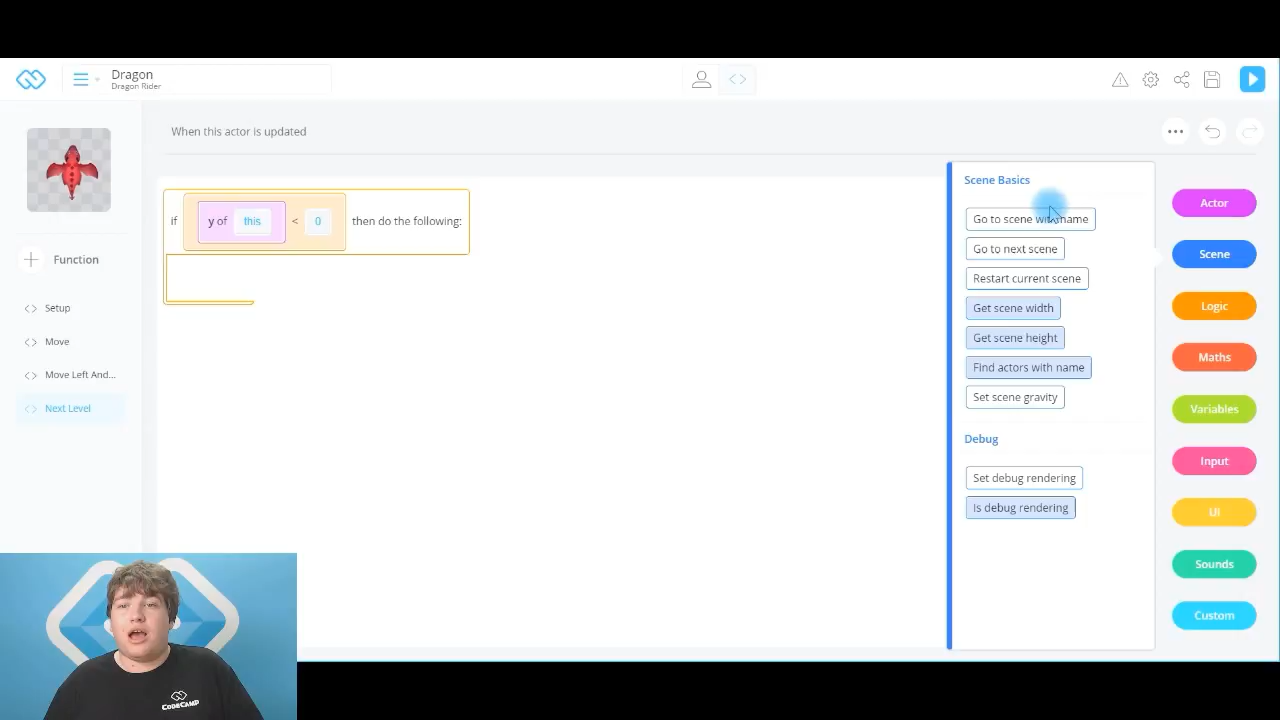 Dragon
Dragon Rider
When this actor is updated
if y of this < 0 then do the following:
Function
Setup
Move
Move Left And...
Next Level
Scene Basics
Go to scene with name
Go to next scene
Restart current scene
Get scene width
Get scene height
Find actors with name
Set scene gravity
Debug
Set debug rendering
Is debug rendering
Actor
Scene
Logic
Maths
Variables
Input
UI
Sounds
Custom
CODECAMP